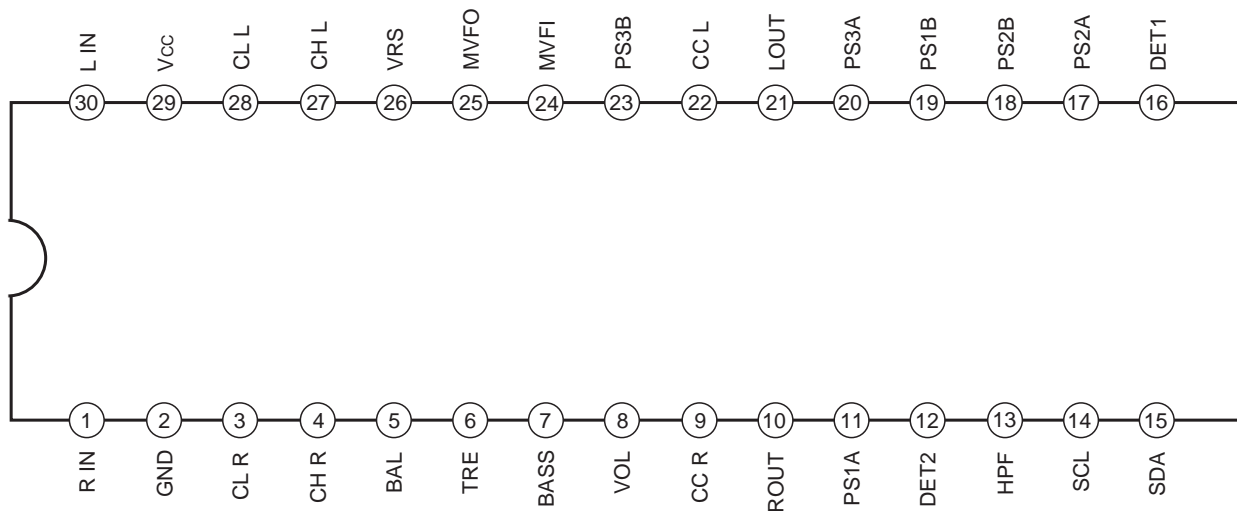 L IN
Vcc
CL L
CH L
VRS
MVFO
MVFI
PS3B
CC L
LOUT
PS3A
PS1B
PS2B
PS2A
DET1
30 29 28 27 26 25 24 23 22 21 20 19 18 17 16
1 2 3 4 5 6 7 8 9 10 11 12 13 14 15
R IN
GND
CL R
CH R
BAL
TRE
BASS
VOL
CC R
ROUT
PS1A
DET2
HPF
SCL
SDA